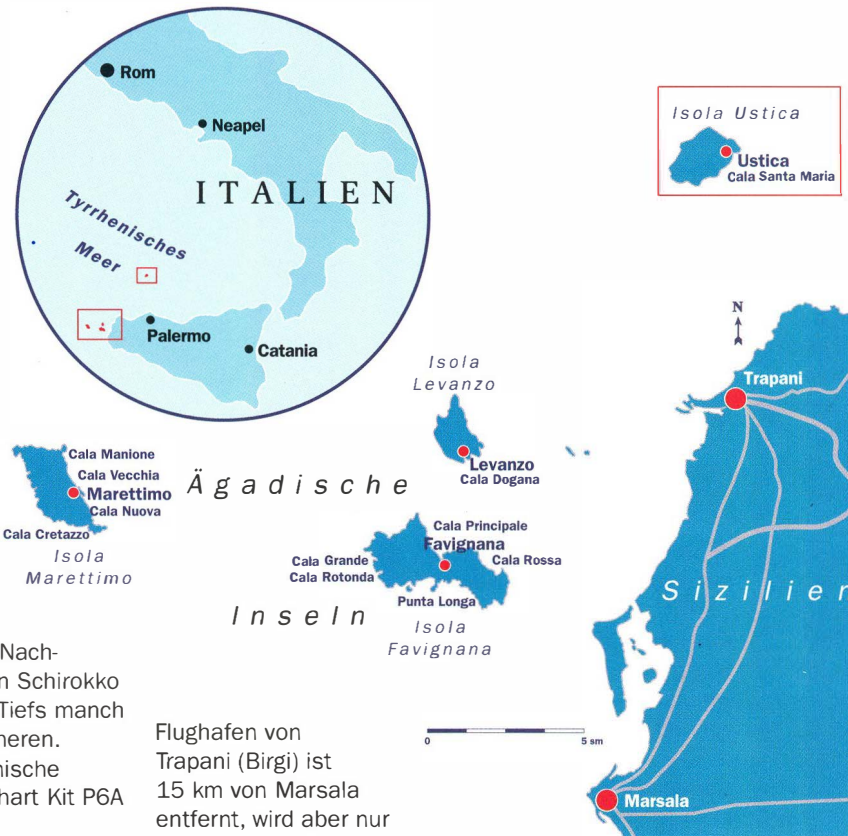 Rom
Neapel
ITALIEN
Tyrrhenisches
Meer
Palermo
Catania
Isola Ustica
Ustica
Cala Santa Maria
N
Trapani
Isola
Levanzo
Levanzo
Cala Dogana
Cala Manione
Cala Vecchia
Marettimo
Cala Nuova
Cala Cretazzo
Isola
Marettimo
Ägadische
Inseln
Cala Principale
Favignana
Cala Grande
Cala Rossa
Cala Rotonda
Punta Longa
Isola
Favignana
Sizilien
0 5 sm
Marsala
Nach-
n Schirokko
Tiefs manch
heren.
nische
hart Kit P6A
Flughafen von
Trapani (Birgi) ist
15 km von Marsala
entfernt, wird aber nur